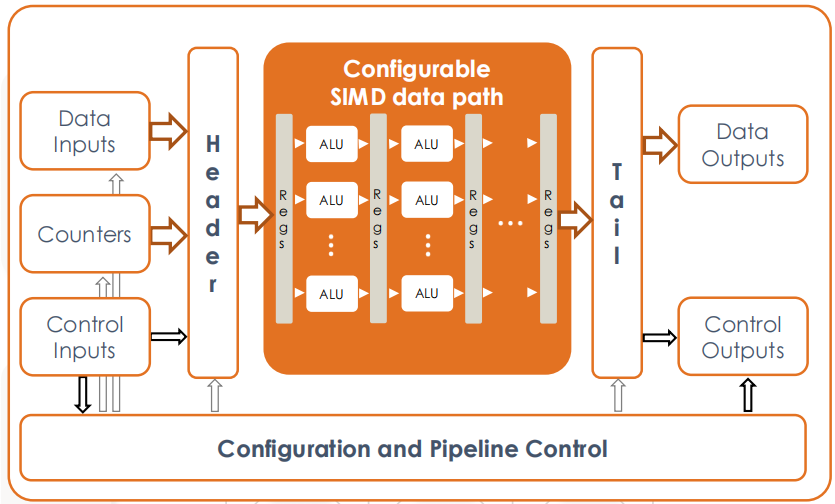 Configurable
SIMD data path
Data
Inputs
Counters
Control
Inputs
Header
Regs
ALU
ALU
ALU
Regs
ALU
ALU
ALU
Regs
Regs
Tail
Data
Outputs
Control
Outputs
Configuration and Pipeline Control